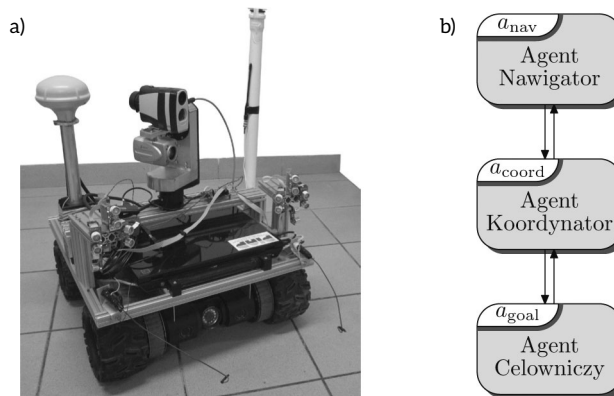 a)
b)
a_nav
Agent
Nawigator
a_coord
Agent
Koordynator
a_goal
Agent
Celowniczy